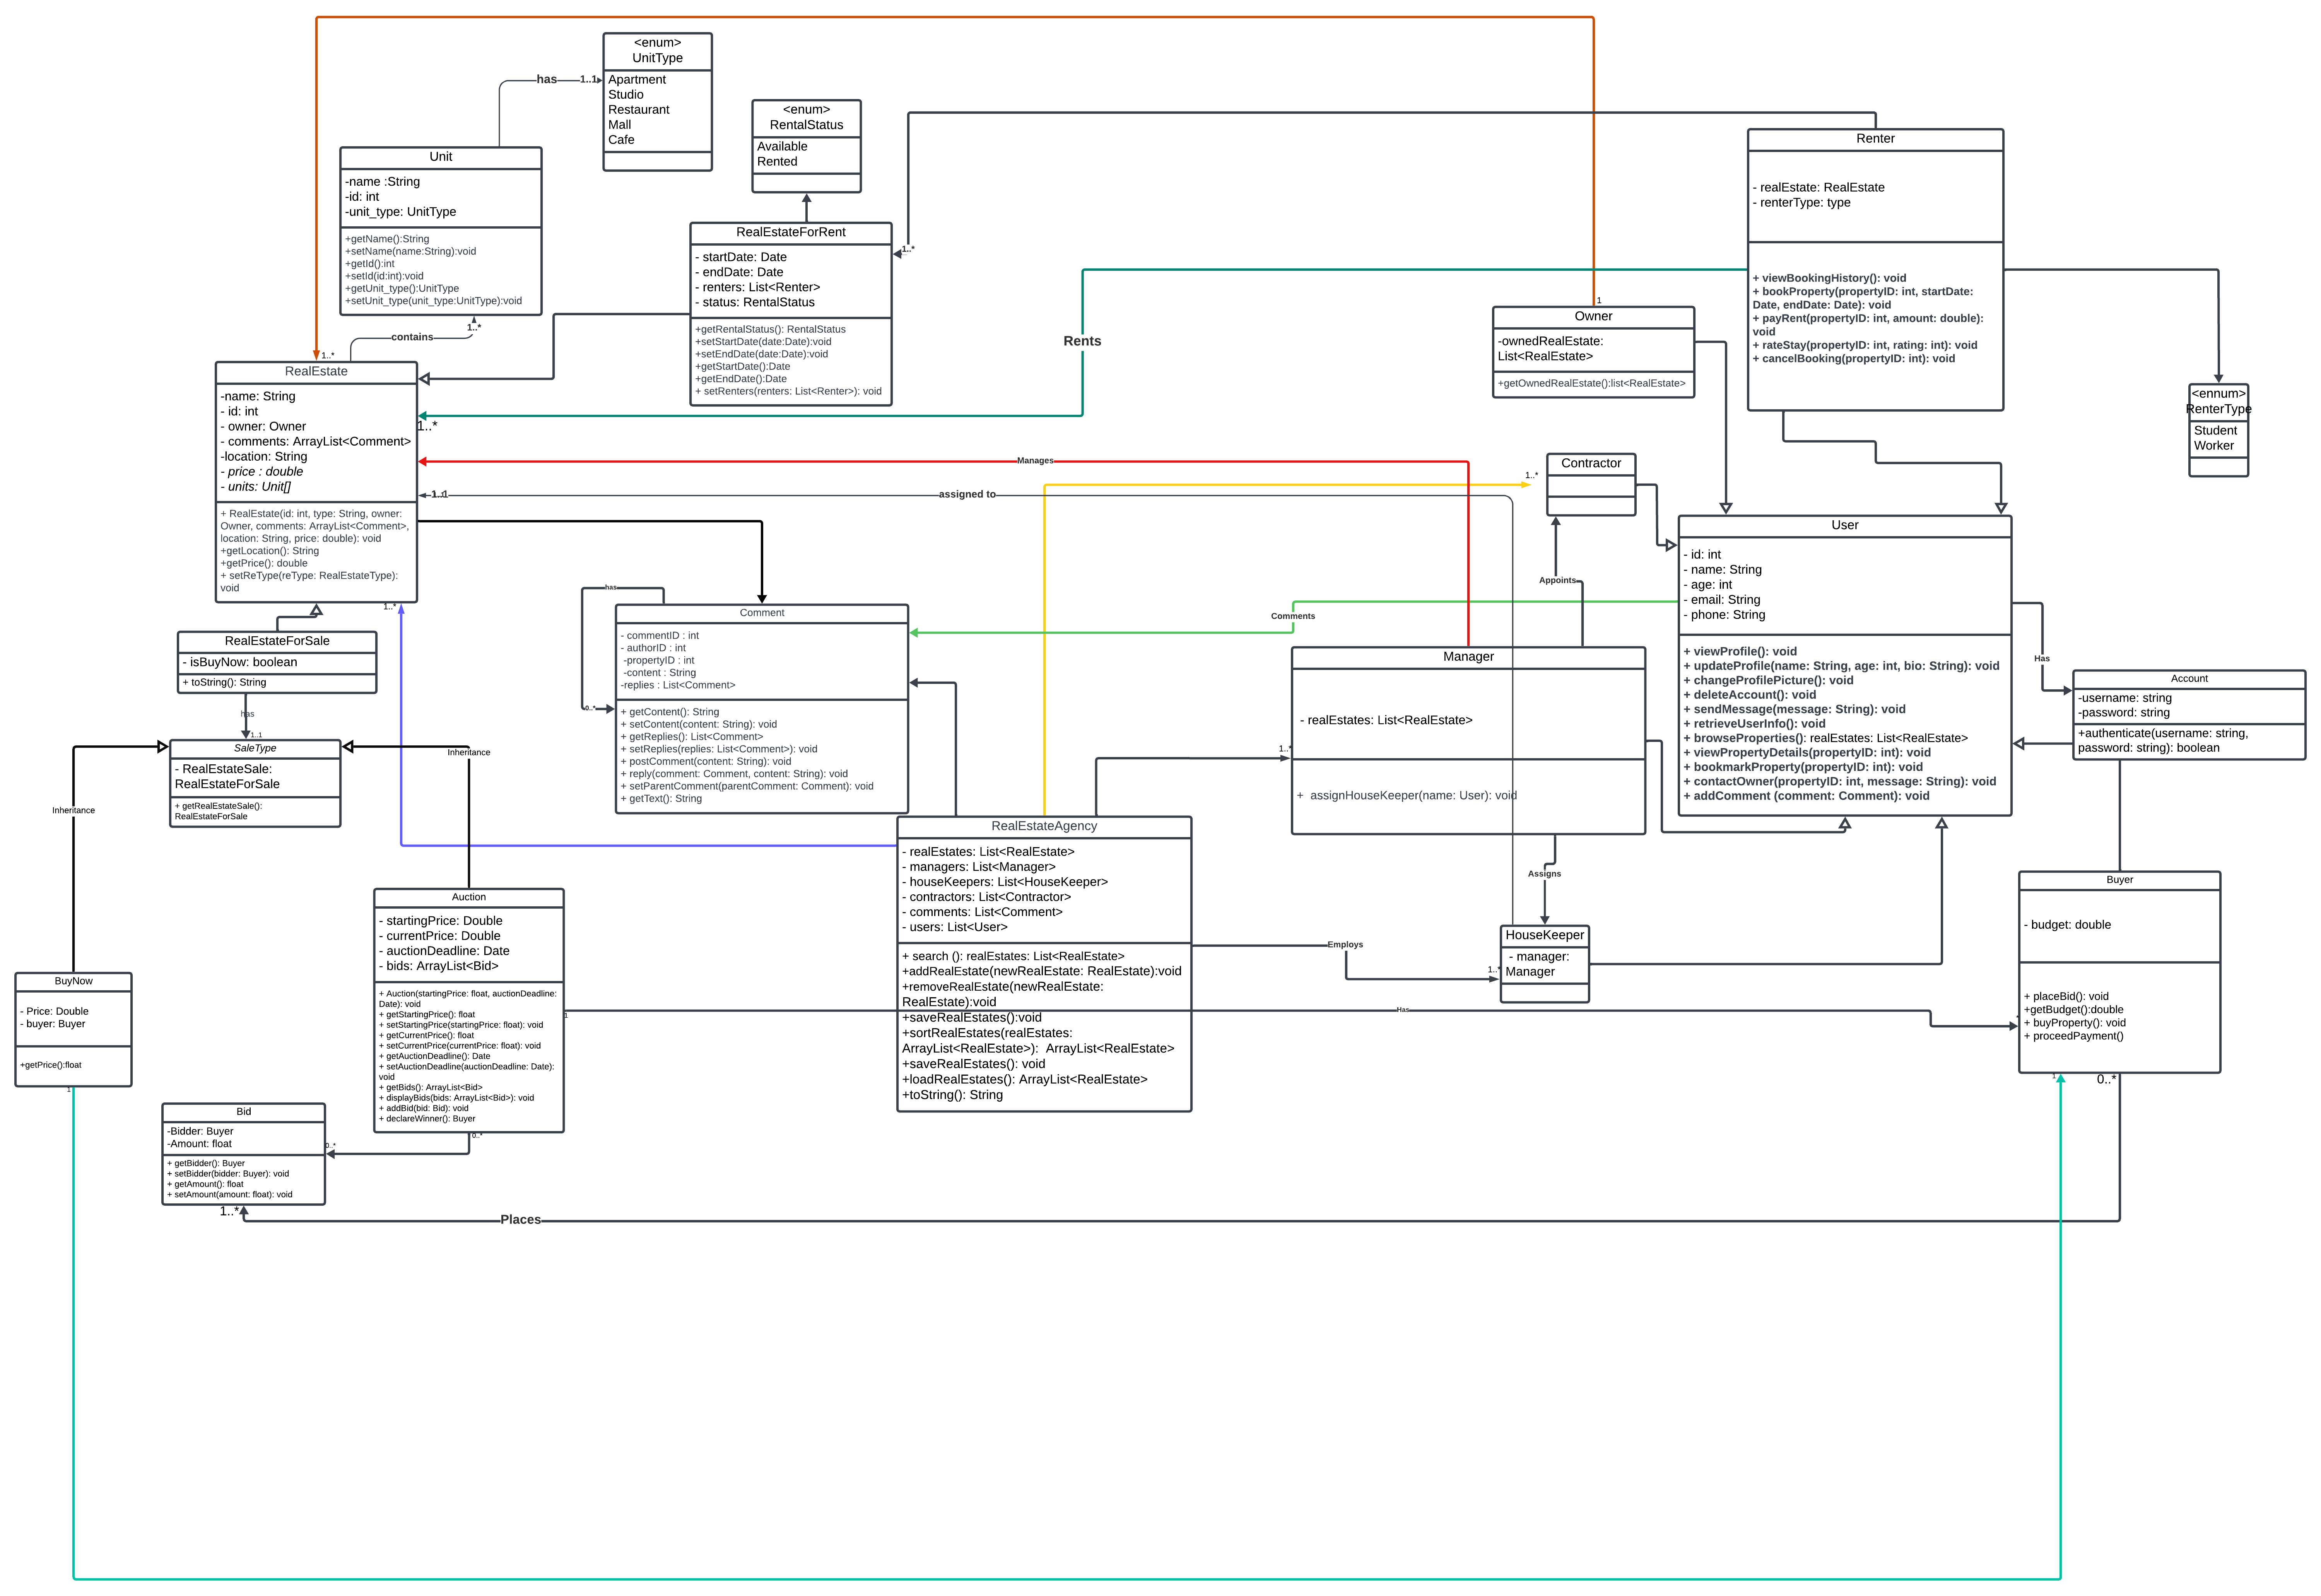 <enum>
UnitType
Apartment
Studio
Restaurant
Mall
Cafe
has
1..1
<enum>
RentalStatus
Available
Rented
Unit
-name :String
-id: int
-unit_type: UnitType
+getName():String
+setName(name:String):void
+getId():int
+setId(id:int):void
+getUnit_type():UnitType
+setUnit_type(unit_type:UnitType):void
1..*
contains
RealEstateForRent
- startDate: Date
- endDate: Date
- renters: List<Renter>
- status: RentalStatus
+getRentalStatus(): RentalStatus
+setStartDate(date:Date):void
+setEndDate(date:Date):void
+getStartDate():Date
+getEndDate():Date
+ setRenters(renters: List<Renter>): void
1..*
Renter
- realEstate: RealEstate
- renterType: type
+ viewBookingHistory(): void
+ bookProperty(propertyID: int, startDate:
Date, endDate: Date): void
+ payRent(propertyID: int, amount: double):
void
+ rateStay(propertyID: int, rating: int): void
+ cancelBooking(propertyID: int): void
1
Owner
-ownedRealEstate:
List<RealEstate>
+getOwnedRealEstate():list<RealEstate>
Rents
<ennum>
RenterType
Student
Worker
1..*
RealEstate
-name: String
- id: int
- owner: Owner
- comments: ArrayList<Comment>
-location: String
- price : double
- units: Unit[]
+ RealEstate(id: int, type: String, owner:
Owner, comments: ArrayList<Comment>,
location: String, price: double): void
+getLocation(): String
+getPrice(): double
+ setReType(reType: RealEstateType):
void
1..*
Manages
1..1
assigned to
1..*
Contractor
Appoints
User
- id: int
- name: String
- age: int
- email: String
- phone: String
+ viewProfile(): void
+ updateProfile(name: String, age: int, bio: String): void
+ changeProfilePicture(): void
+ deleteAccount(): void
+ sendMessage(message: String): void
+ retrieveUserInfo(): void
+ browseProperties(): realEstates: List<RealEstate>
+ viewPropertyDetails(propertyID: int): void
+ bookmarkProperty(propertyID: int): void
+ contactOwner(propertyID: int, message: String): void
+ addComment (comment: Comment): void
Has
Account
-username: string
-password: string
+authenticate(username: string,
password: string): boolean
1..*
RealEstateForSale
- isBuyNow: boolean
+ toString(): String
has
1..1
SaleType
- RealEstateSale:
RealEstateForSale
+ getRealEstateSale():
RealEstateForSale
has
0..*
Comment
- commentID : int
- authorID : int
-propertyID : int
-content : String
-replies : List<Comment>
+ getContent(): String
+ setContent(content: String): void
+ getReplies(): List<Comment>
+ setReplies(replies: List<Comment>): void
+ postComment(content: String): void
+ reply(comment: Comment, content: String): void
+ setParentComment(parentComment: Comment): void
+ getText(): String
Comments
Manager
- realEstates: List<RealEstate>
+ assignHouseKeeper(name: User): void
1..*
Inheritance
Inheritance
RealEstateAgency
- realEstates: List<RealEstate>
- managers: List<Manager>
- houseKeepers: List<HouseKeeper>
- contractors: List<Contractor>
- comments: List<Comment>
- users: List<User>
+ search (): realEstates: List<RealEstate>
+addRealEstate(newRealEstate: RealEstate):void
+removeRealEstate(newRealEstate:
RealEstate):void
+saveRealEstates():void
+sortRealEstates(realEstates:
ArrayList<RealEstate>): ArrayList<RealEstate>
+saveRealEstates(): void
+loadRealEstates(): ArrayList<RealEstate>
+toString(): String
Assigns
Employs
1..*
HouseKeeper
- manager:
Manager
Buyer
- budget: double
+ placeBid(): void
+getBudget():double
+ buyProperty(): void
+ proceedPayment()
Auction
- startingPrice: Double
- currentPrice: Double
- auctionDeadline: Date
- bids: ArrayList<Bid>
+ Auction(startingPrice: float, auctionDeadline:
Date): void
+ getStartingPrice(): float
+ setStartingPrice(startingPrice: float): void
+ getCurrentPrice(): float
+ setCurrentPrice(currentPrice: float): void
+ getAuctionDeadline(): Date
+ setAuctionDeadline(auctionDeadline: Date):
void
+ getBids(): ArrayList<Bid>
+ displayBids(bids: ArrayList<Bid>): void
+ addBid(bid: Bid): void
+ declareWinner(): Buyer
1
Has
BuyNow
- Price: Double
- buyer: Buyer
+getPrice():float
1
1
0..*
Bid
-Bidder: Buyer
-Amount: float
+ getBidder(): Buyer
+ setBidder(bidder: Buyer): void
+ getAmount(): float
+ setAmount(amount: float): void
0..*
0..*
1..*
Places